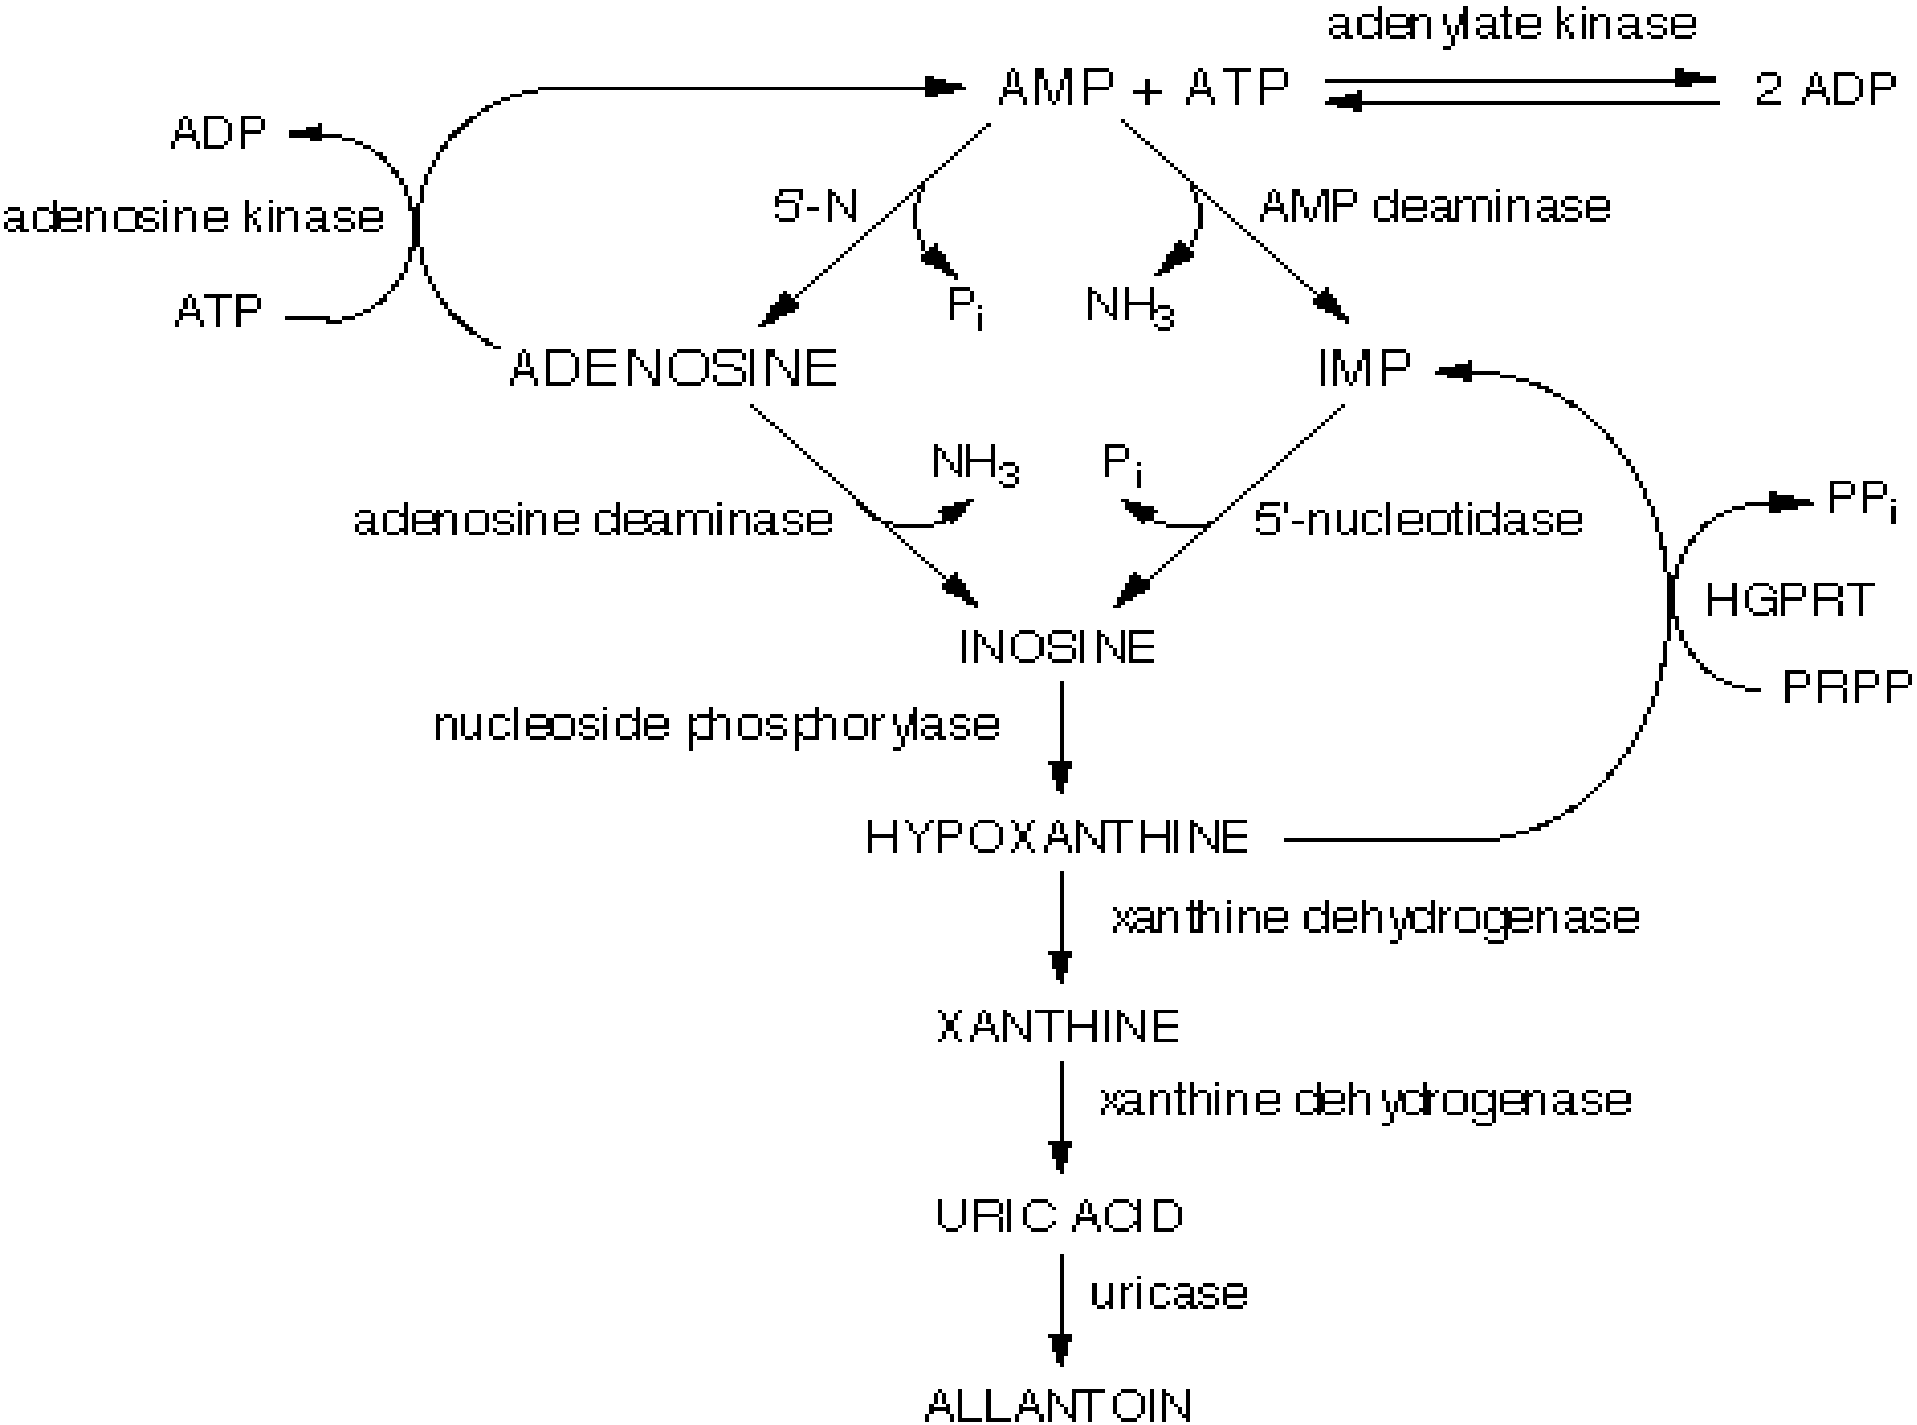 adenylate kinase
AMP + ATP
2 ADP
ADP
5'-N
AMP deaminase
adenosine kinase
Pi
NH3
ATP
ADENOSINE
IMP
NH3
Pi
PPi
adenosine deaminase
5'-nucleotidase
HGPRT
INOSINE
PRPP
nucleoside phosphorylase
HYPOXANTHINE
xanthine dehydrogenase
XANTHINE
xanthine dehydrogenase
URIC ACID
uricase
ALLANTOIN